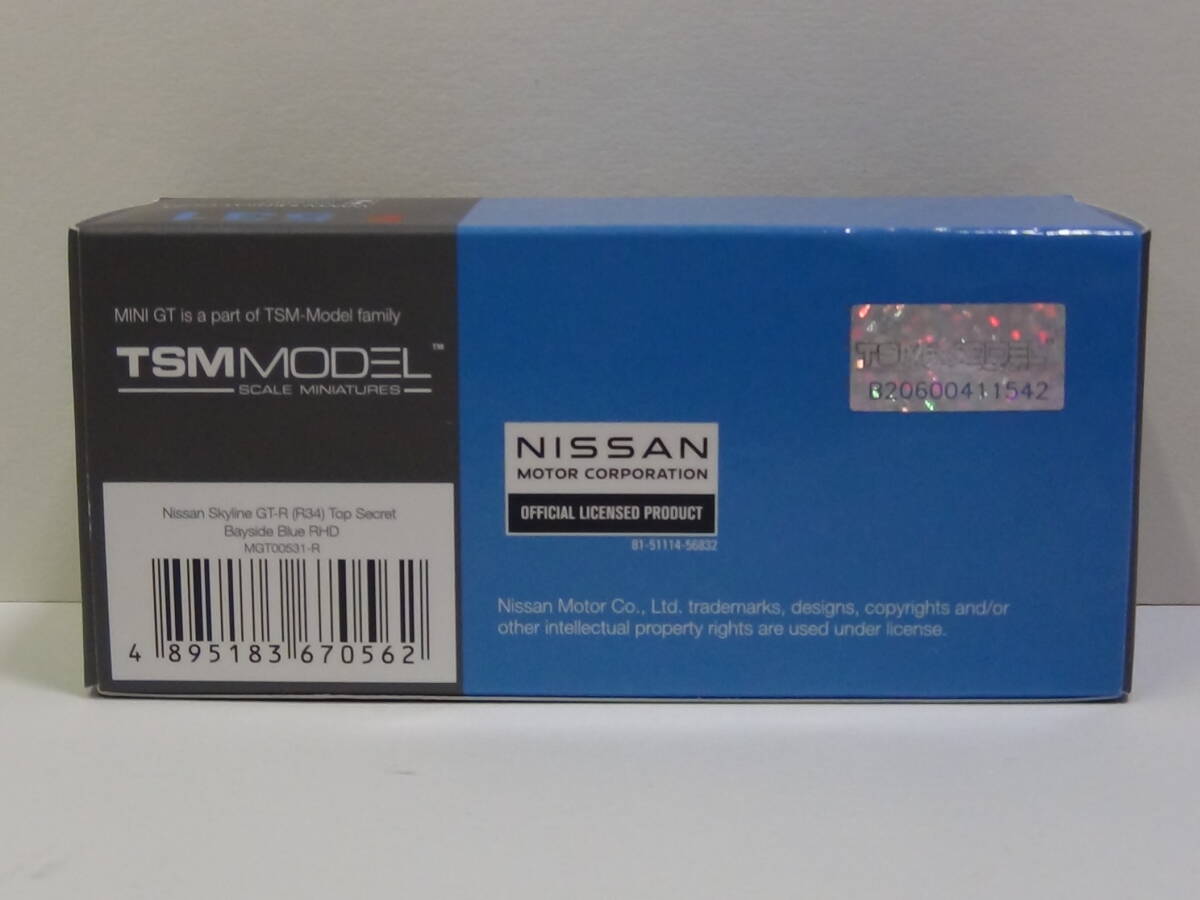 531
MINI GT is a part of TSM-Model family
TSMMODEL™
SCALE MINIATURES
Nissan Skyline GT-R (R34) Top Secret
Bayside Blue RHD
MGT00531-R
4 895183 670562
B20600411542
NISSAN
MOTOR CORPORATION
OFFICIAL LICENSED PRODUCT
81-51114-56832
Nissan Motor Co., Ltd. trademarks, designs, copyrights and/or
other intellectual property rights are used under license.